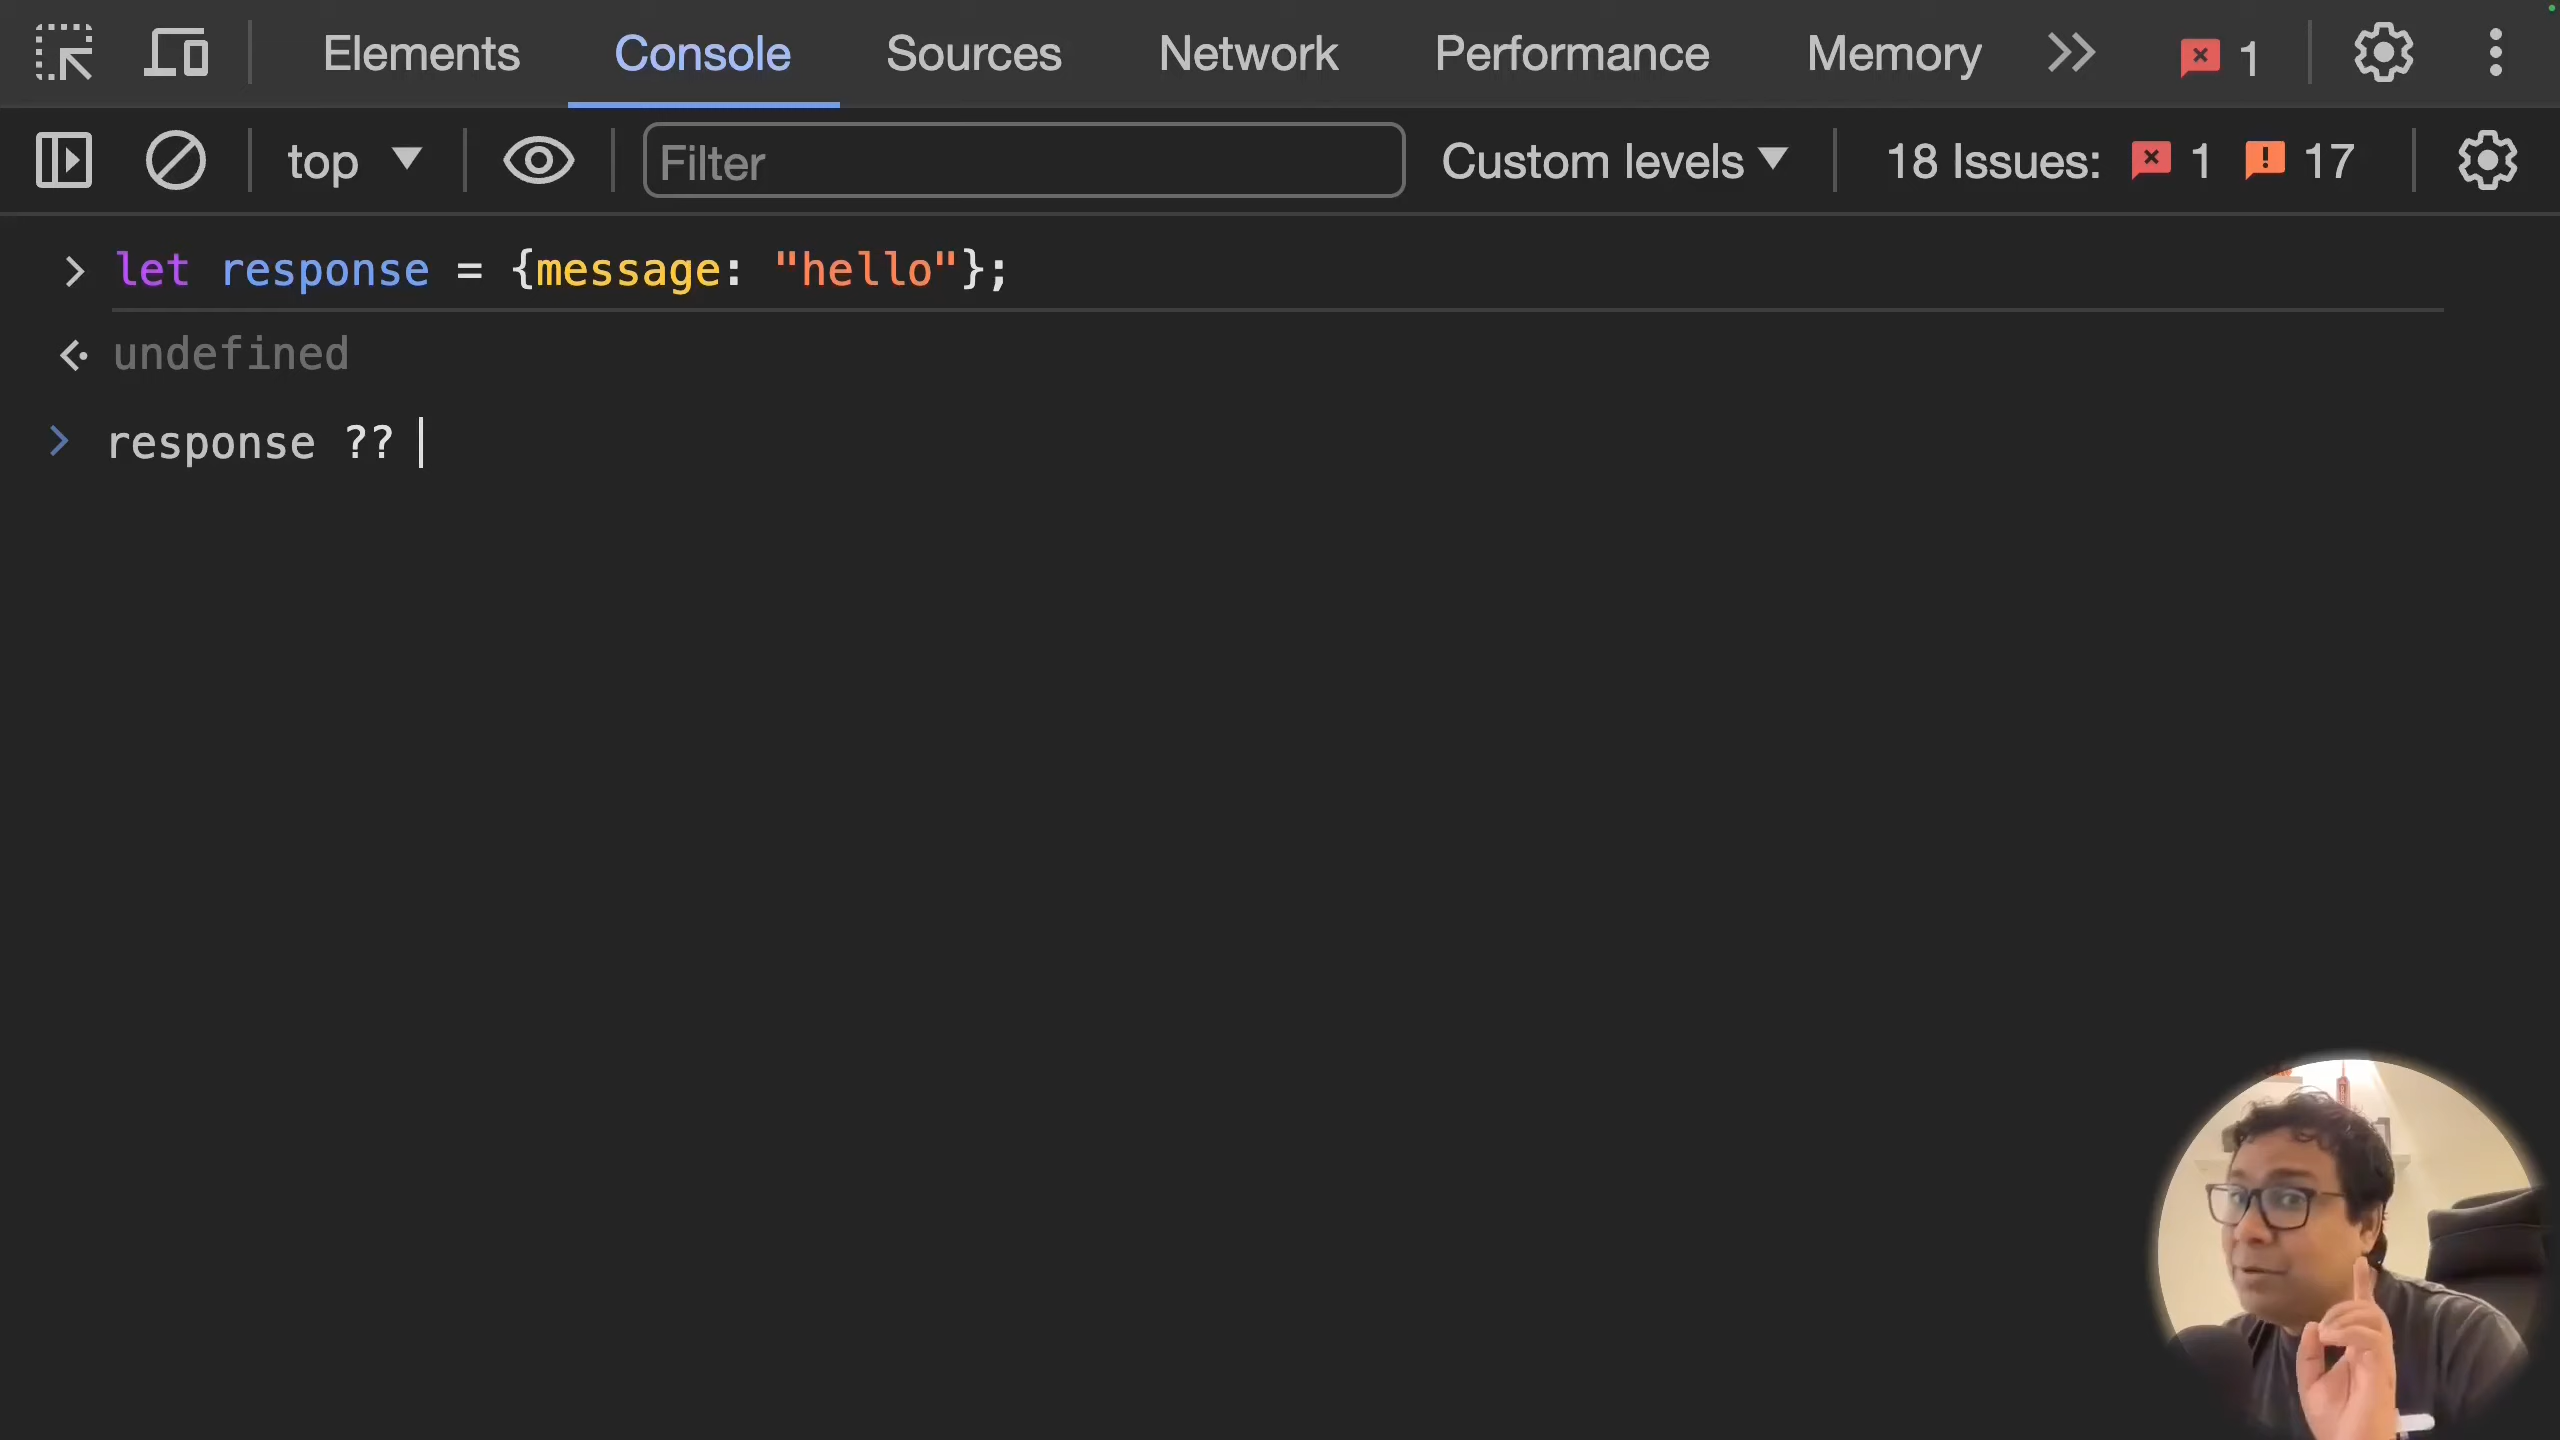 Elements Console Sources Network Performance Memory 1
top Filter Custom levels 18 Issues: 1 17
let response = {message: "hello"};
undefined
response ??